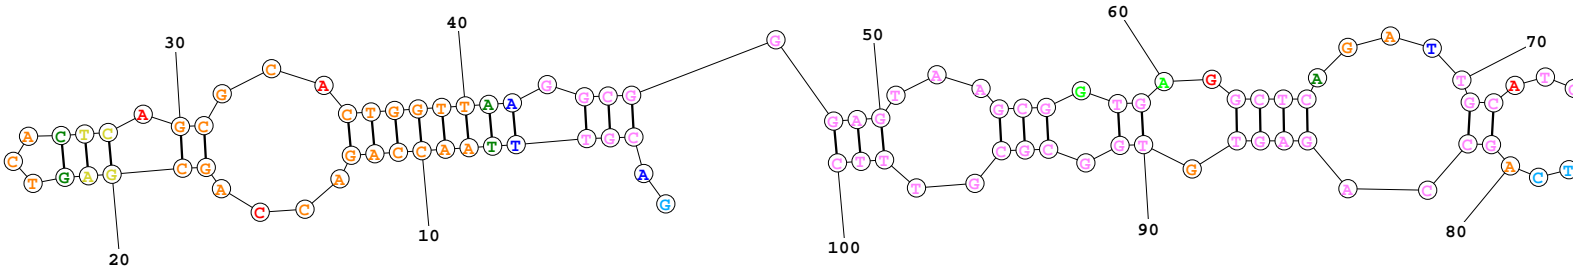 30 40 50 60 70
C A C T C A G C G C A C T G G T T A A G G C G G G A G T A A G C G G T G A G G C T C A G A T T G C A T
T G A G C G A C C A G A C C A A T T T G C A G C T T T G C G C G G T G T G A G A C C G A C T
20 10 100 90 80